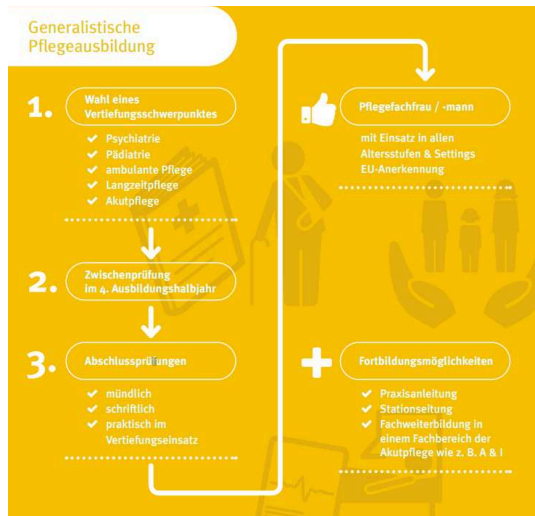 Generalistische
Pflegeausbildung
1.
Wahl eines
Vertiefungsschwerpunktes
Psychiatrie
Pädiatrie
ambulante Pflege
Langzeitpflege
Akutpflege
2.
Zwischenprüfung
im 4. Ausbildungshalbjahr
3.
Abschlussprüfungen
mündlich
schriftlich
praktisch im
Vertiefungseinsatz
Pflegefachfrau / -mann
mit Einsatz in allen
Altersstufen & Settings
EU-Anerkennung
Fortbildungsmöglichkeiten
Praxisanleitung
Stationseitung
Fachweiterbildung in
einem Fachbereich der
Akutpflege wie z. B. A & I